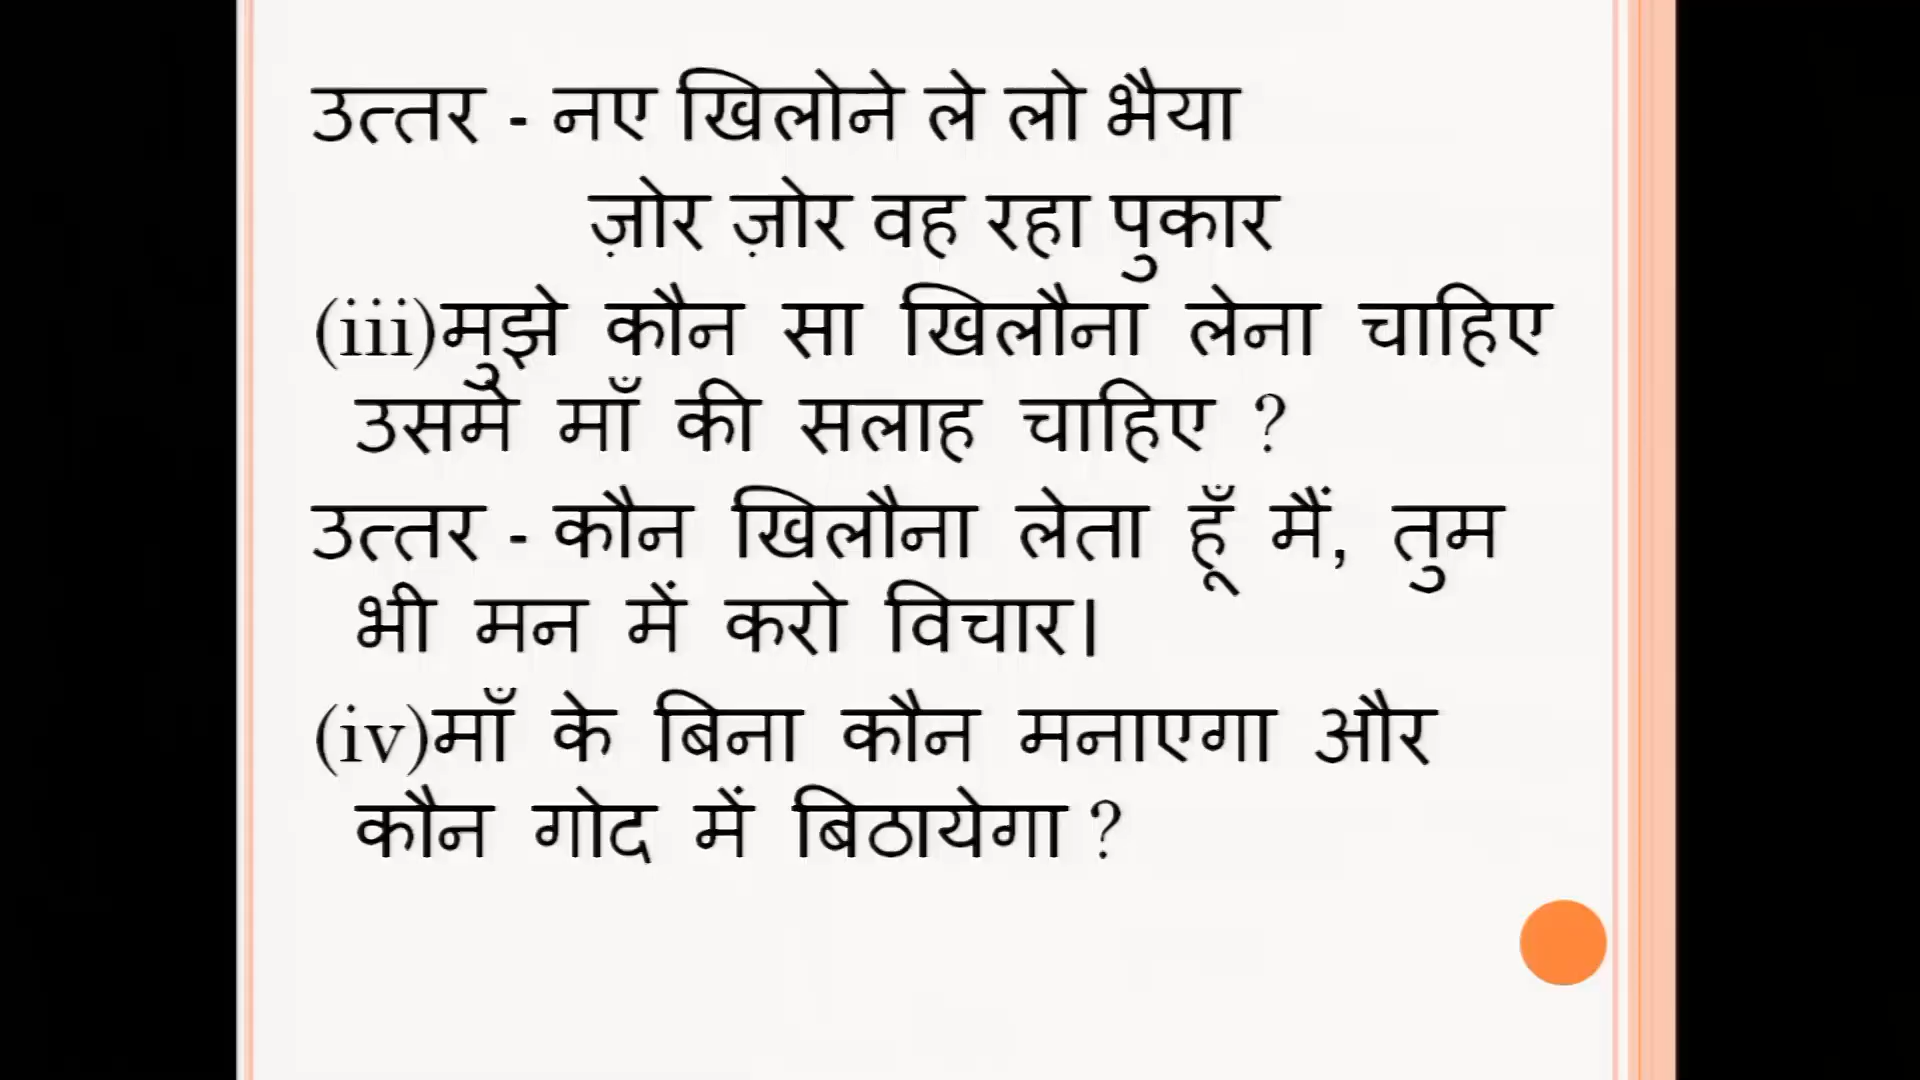 उत्तर - नए खिलोने ले लो भैया
ज़ोर ज़ोर वह रहा पुकार
(iii)मुझे कौन सा खिलौना लेना चाहिए
उसमे माँ की सलाह चाहिए ?
उत्तर - कौन खिलौना लेता हूँ मैं, तुम
भी मन में करो विचार।
(iv)माँ के बिना कौन मनाएगा और
कौन गोद में बिठायेगा ?